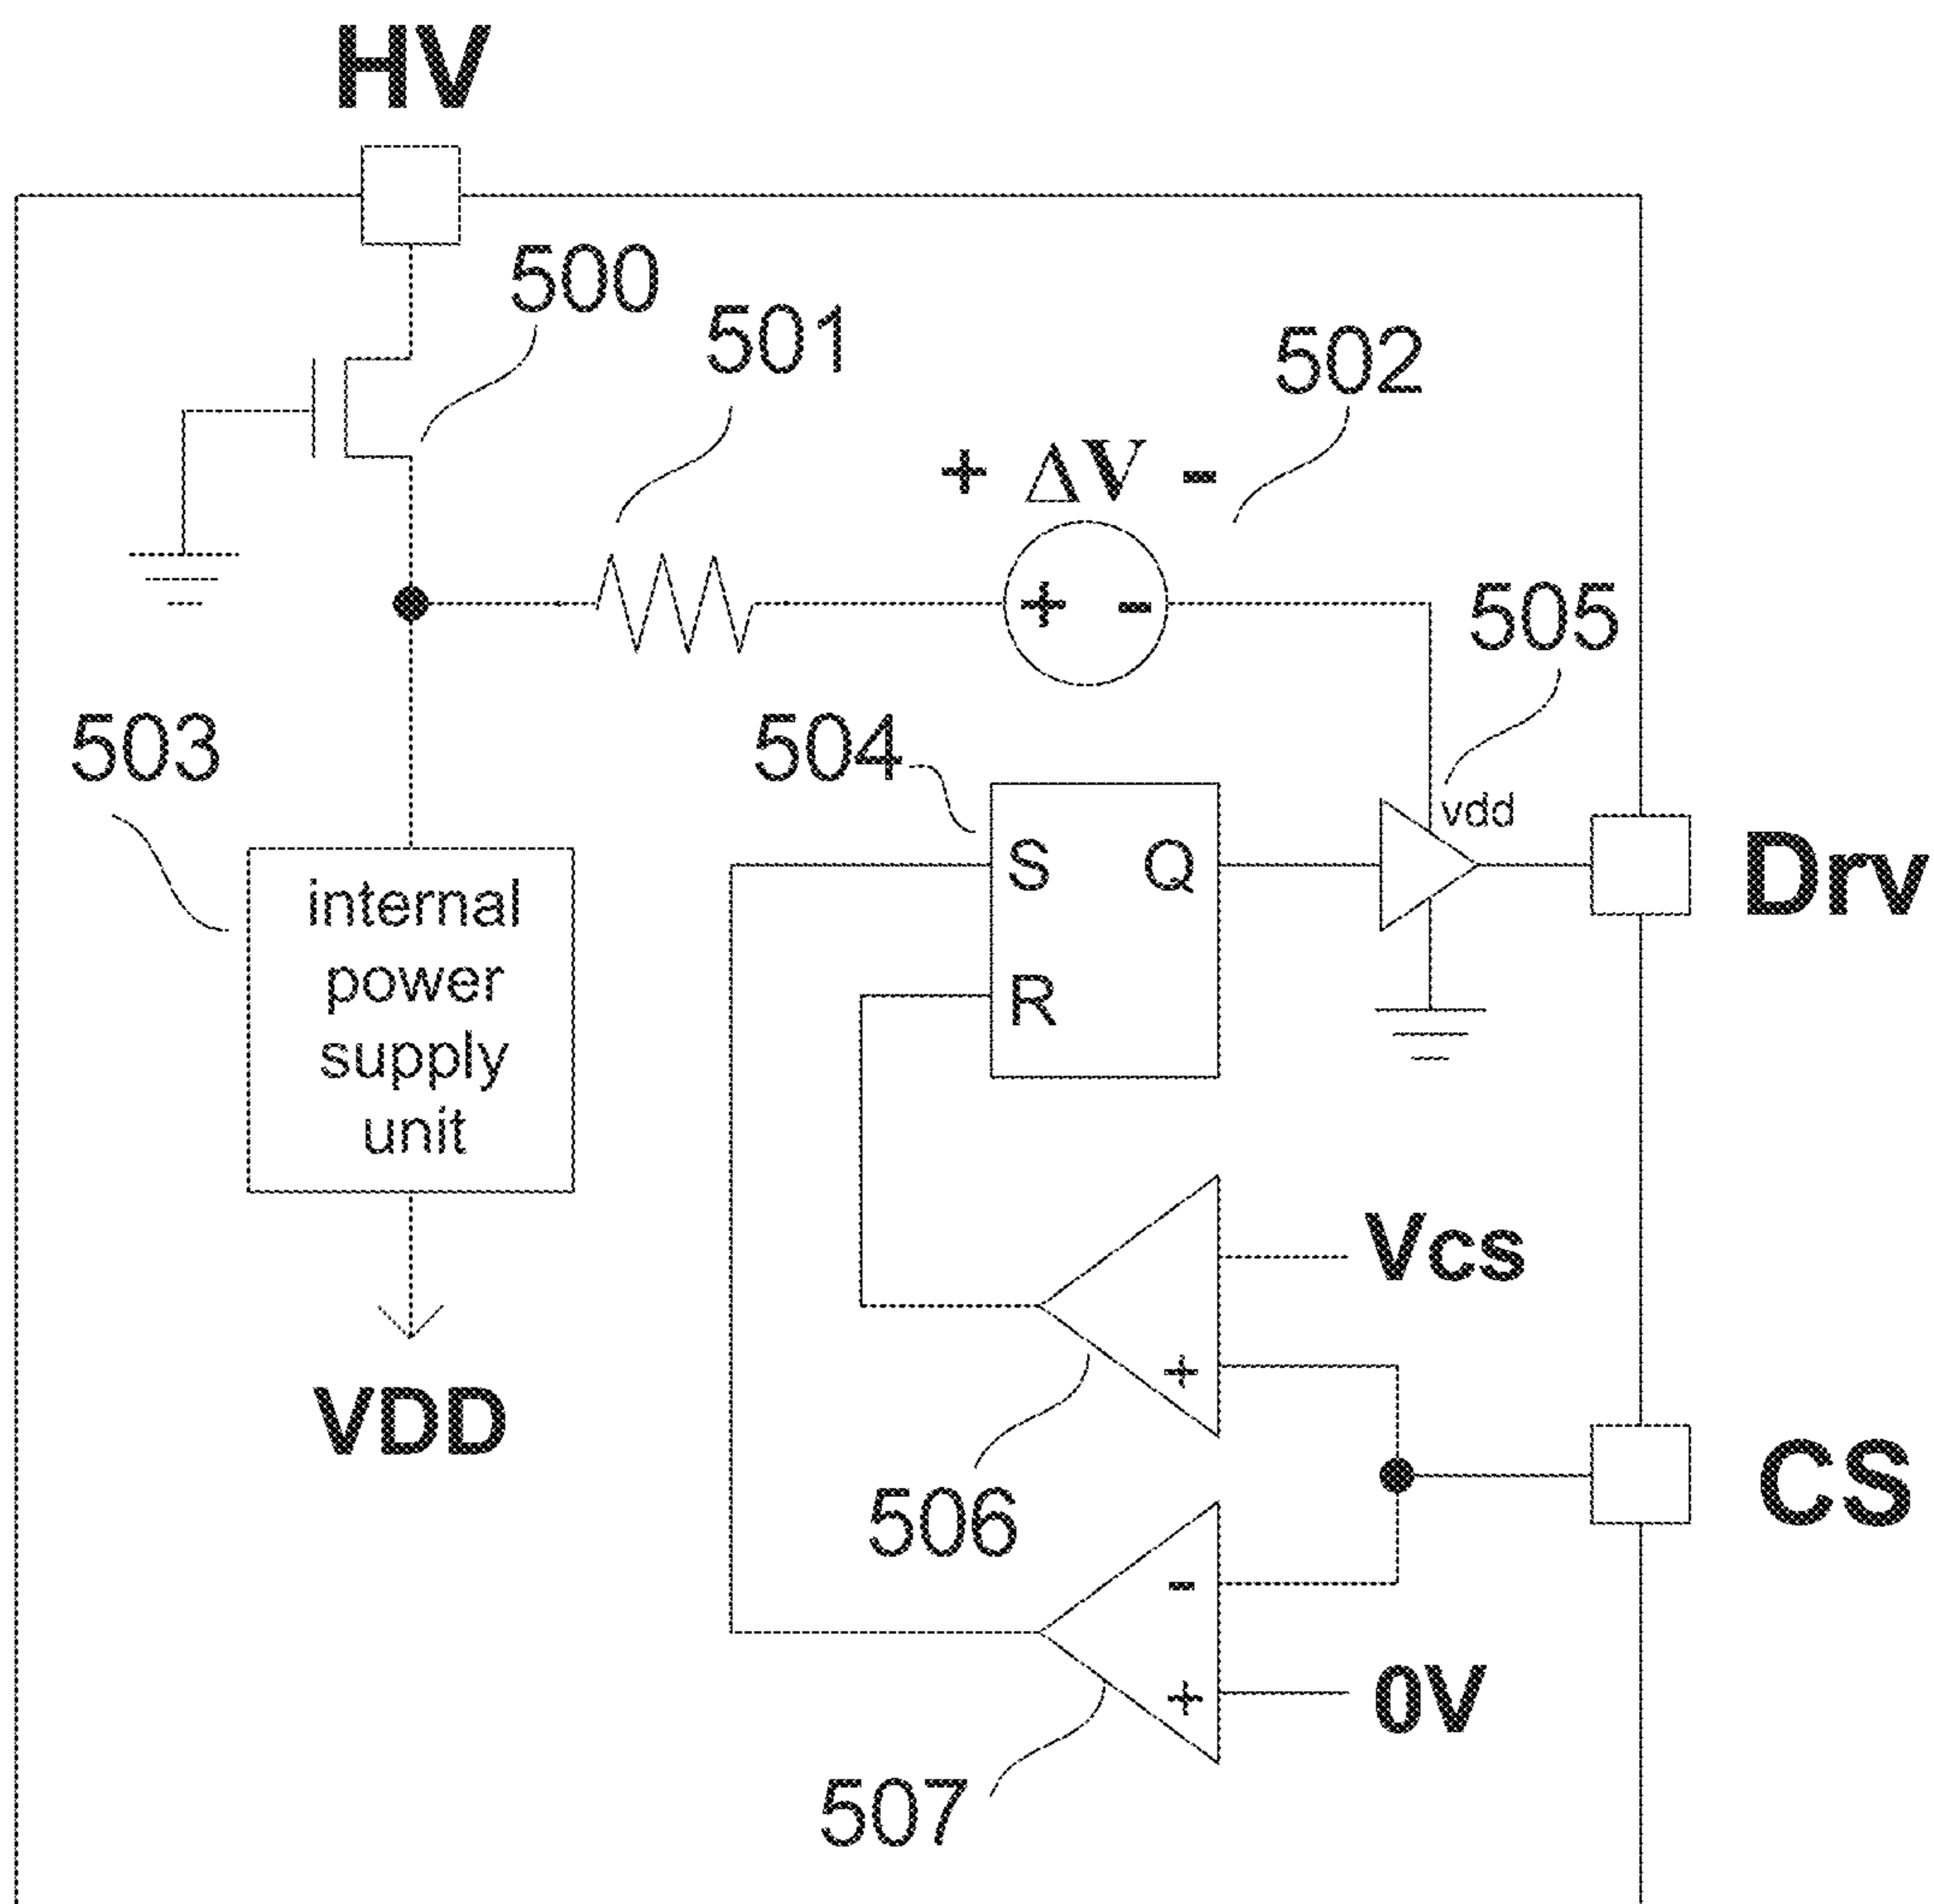 HV
500
501
502
+ ΔV -
+ -
505
503
504
vdd
S Q
Drv
internal
power
supply
unit
R
Vcs
VDD
+
CS
506
-
+
0V
507